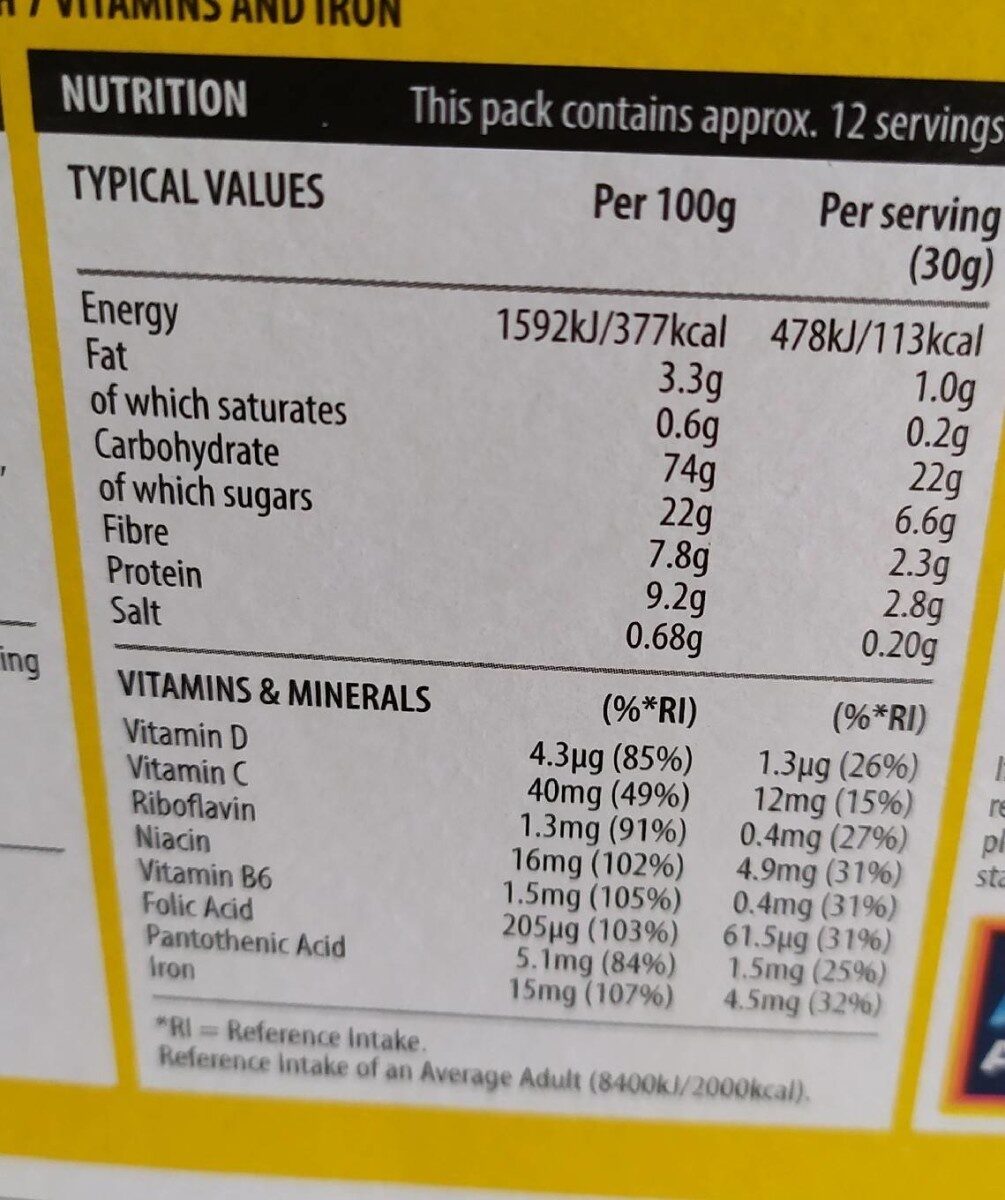 / VITAMINS AND IRON
NUTRITION This pack contains approx. 12 servings
TYPICAL VALUES Per 100g Per serving
(30g)
Energy 1592kJ/377kcal 478kJ/113kcal
Fat 3.3g 1.0g
of which saturates 0.6g 0.2g
Carbohydrate 74g 22g
of which sugars 22g 6.6g
Fibre 7.8g 2.3g
Protein 9.2g 2.8g
Salt 0.68g 0.20g
VITAMINS & MINERALS (%*RI) (%*RI)
Vitamin D 4.3µg (85%) 1.3µg (26%)
Vitamin C 40mg (49%) 12mg (15%)
Riboflavin 1.3mg (91%) 0.4mg (27%)
Niacin 16mg (102%) 4.9mg (31%)
Vitamin B6 1.5mg (105%) 0.4mg (31%)
Folic Acid 205µg (103%) 61.5µg (31%)
Pantothenic Acid 5.1mg (84%) 1.5mg (25%)
Iron 15mg (107%) 4.5mg (32%)
*RI = Reference Intake.
Reference Intake of an Average Adult (8400kJ/2000kcal).
ing